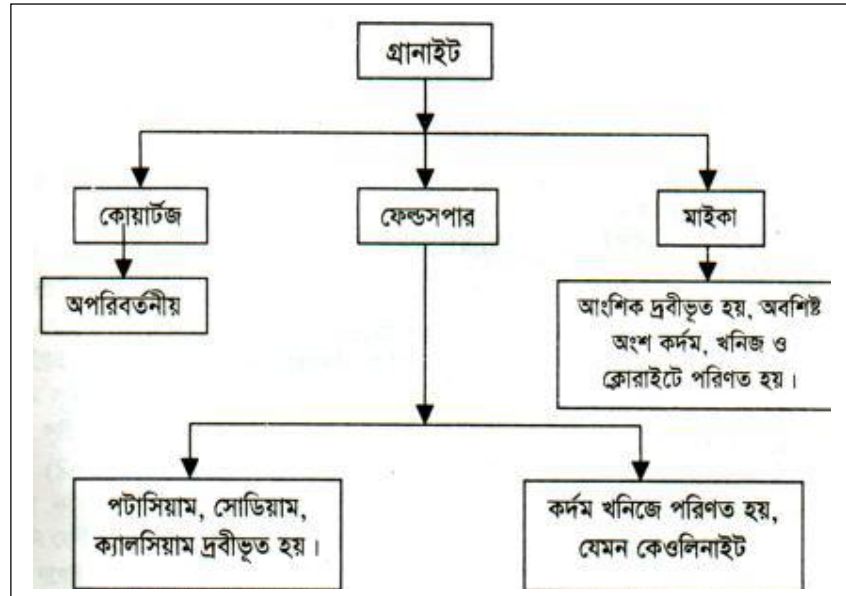 গ্রানাইট
কোয়ার্টজ
ফেল্ডসপার
মাইকা
অপরিবর্তনীয়
আংশিক দ্রবীভূত হয়, অবশিষ্ট
অংশ কর্দম, খনিজ ও
ক্লোরাইটে পরিণত হয়।
পটাসিয়াম, সোডিয়াম,
ক্যালসিয়াম দ্রবীভূত হয়।
কর্দম খনিজে পরিণত হয়,
যেমন কেওলিনাইট